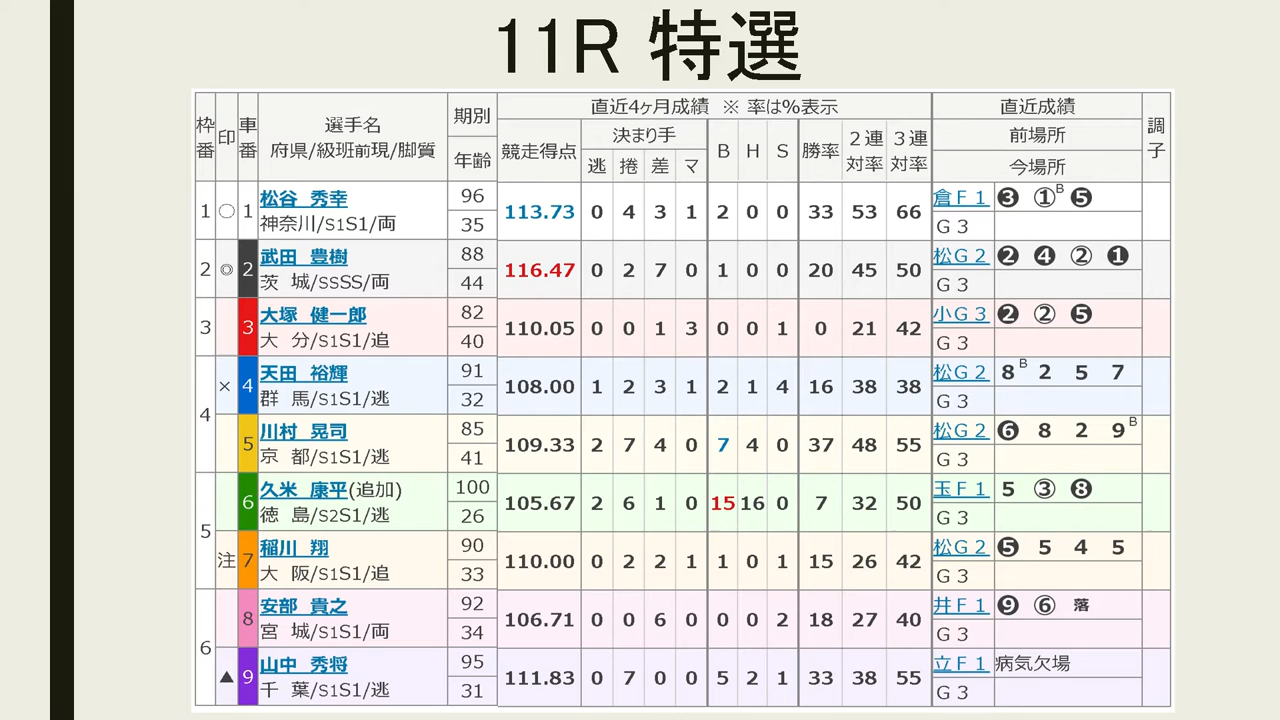 11R 特選
枠番 印 車番 選手名 府県/級班前現/脚質 期別 年齢 直近4ヶ月成績 ※ 率は%表示 直近成績 調子
競走得点 決まり手 B H S 勝率 2連対率 3連対率 前場所
逃 捲 差 マ 今場所
1 ○ 1 松谷 秀幸 96 113.73 0 4 3 1 2 0 0 33 53 66 倉F1 ❸ ①B ❺
神奈川/S1S1/両 35 G3
2 ◎ 2 武田 豊樹 88 116.47 0 2 7 0 1 0 0 20 45 50 松G2 ❷ ❹ ② ❶
茨 城/SSSS/両 44 G3
3 3 大塚 健一郎 82 110.05 0 0 1 3 0 0 1 0 21 42 小G3 ❷ ② ❺
大 分/S1S1/追 40 G3
4 × 4 天田 裕輝 91 108.00 1 2 3 1 2 1 4 16 38 38 松G2 8B 2 5 7
群 馬/S1S1/逃 32 G3
5 川村 晃司 85 109.33 2 7 4 0 7 4 0 37 48 55 松G2 ❻ 8 2 9B
京 都/S1S1/逃 41 G3
5 6 久米 康平(追加) 100 105.67 2 6 1 0 15 16 0 7 32 50 玉F1 5 ③ ❽
徳 島/S2S1/逃 26 G3
注 7 稲川 翔 90 110.00 0 2 2 1 1 0 1 15 26 42 松G2 ❺ 5 4 5
大 阪/S1S1/追 33 G3
6 8 安部 貴之 92 106.71 0 0 6 0 0 0 2 18 27 40 井F1 ❾ ⑥ 落
宮 城/S1S1/両 34 G3
▲ 9 山中 秀将 95 111.83 0 7 0 0 5 2 1 33 38 55 立F1 病気欠場
千 葉/S1S1/逃 31 G3